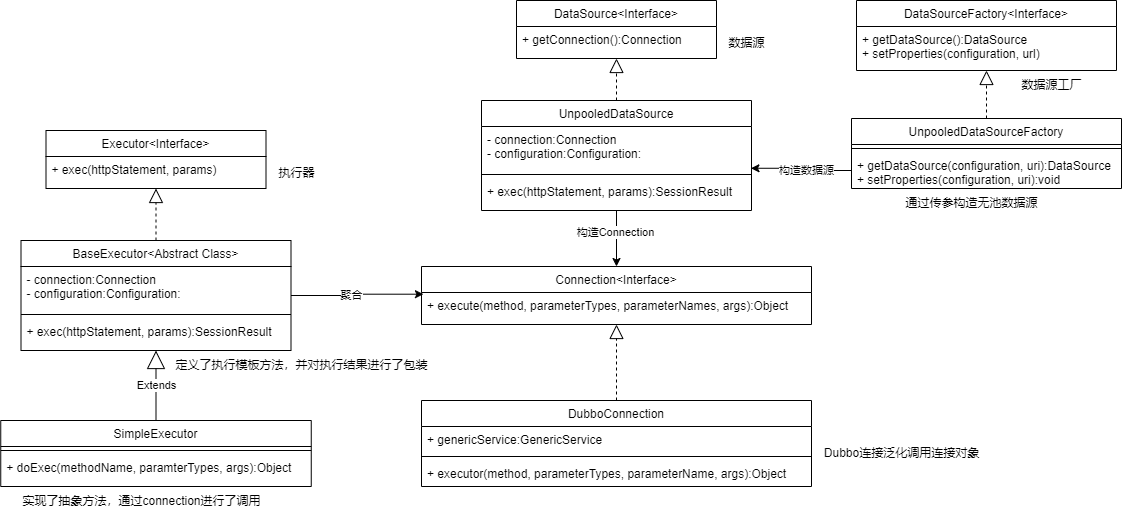 DataSource<Interface>
+ getConnection():Connection
数据源
DataSourceFactory<Interface>
+ getDataSource():DataSource
+ setProperties(configuration, url)
数据源工厂
UnpooledDataSource
- connection:Connection
- configuration:Configuration:
+ exec(httpStatement, params):SessionResult
构造数据源
UnpooledDataSourceFactory
+ getDataSource(configuration, uri):DataSource
+ setProperties(configuration, uri):void
通过传参构造无池数据源
Executor<Interface>
+ exec(httpStatement, params)
执行器
构造Connection
BaseExecutor<Abstract Class>
- connection:Connection
- configuration:Configuration:
+ exec(httpStatement, params):SessionResult
定义了执行模板方法，并对执行结果进行了包装
聚合
Connection<Interface>
+ execute(method, parameterTypes, parameterNames, args):Object
Extends
SimpleExecutor
+ doExec(methodName, paramterTypes, args):Object
实现了抽象方法，通过connection进行了调用
DubboConnection
+ genericService:GenericService
+ executor(method, parameterTypes, parameterName, args):Object
Dubbo连接泛化调用连接对象